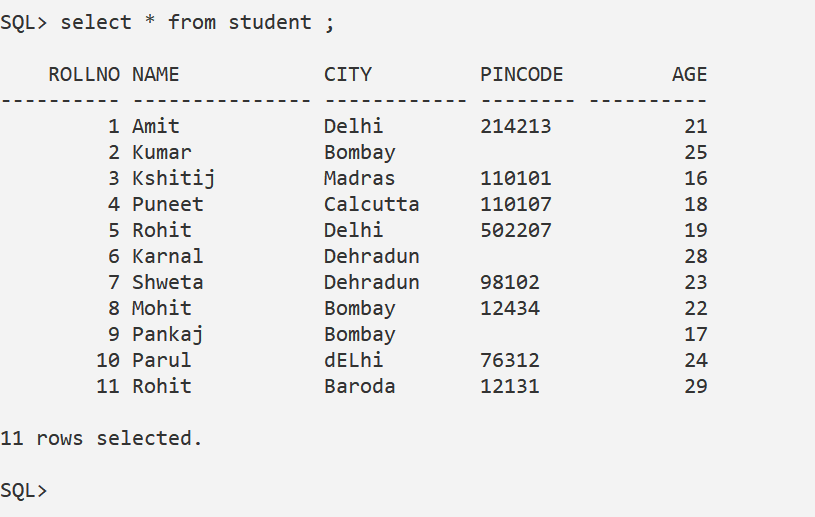 SQL> select * from student ;
ROLLNO NAME            CITY         PINCODE         AGE
---------- --------------- ------------ -------- ----------
1 Amit            Delhi        214213           21
2 Kumar           Bombay                        25
3 Kshitij         Madras       110101           16
4 Puneet          Calcutta     110107           18
5 Rohit           Delhi        502207           19
6 Karnal          Dehradun                      28
7 Shweta          Dehradun     98102            23
8 Mohit           Bombay       12434            22
9 Pankaj          Bombay                        17
10 Parul           dELhi        76312            24
11 Rohit           Baroda       12131            29
11 rows selected.
SQL>